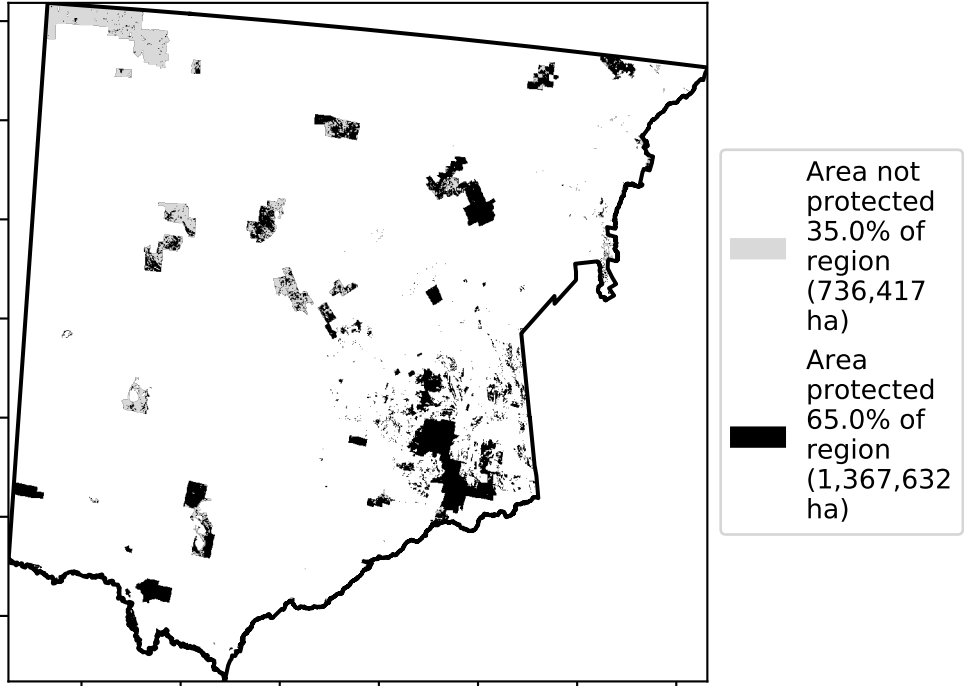 Area not
protected
35.0% of
region
(736,417
ha)
Area
protected
65.0% of
region
(1,367,632
ha)